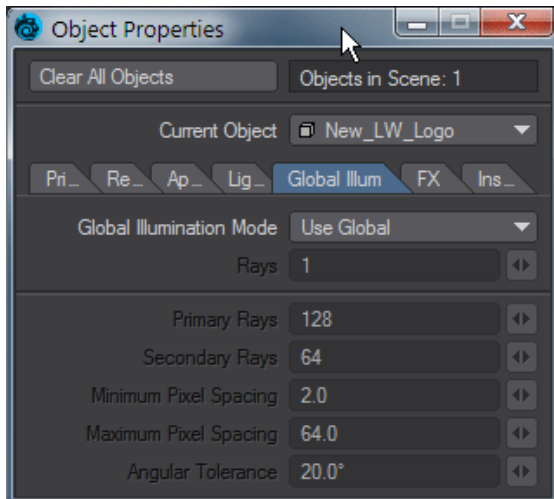 Object Properties
Clear All Objects Objects in Scene: 1
Current Object New_LW_Logo
Pri... Re... Ap... Lig... Global Illum FX Ins...
Global Illumination Mode Use Global
Rays 1
Primary Rays 128
Secondary Rays 64
Minimum Pixel Spacing 2.0
Maximum Pixel Spacing 64.0
Angular Tolerance 20.0°